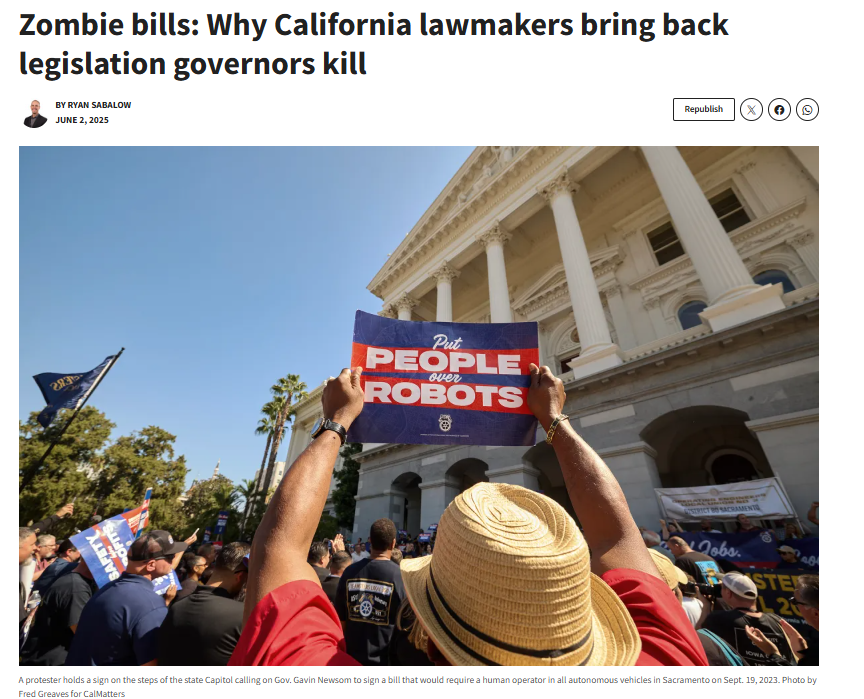 Zombie bills: Why California lawmakers bring back
legislation governors kill
BY RYAN SABALOW
JUNE 2, 2025
Republish
Put
PEOPLE
over
ROBOTS
SAFETY
Jobs.
A protester holds a sign on the steps of the state Capitol calling on Gov. Gavin Newsom to sign a bill that would require a human operator in all autonomous vehicles in Sacramento on Sept. 19, 2023. Photo by
Fred Greaves for CalMatters